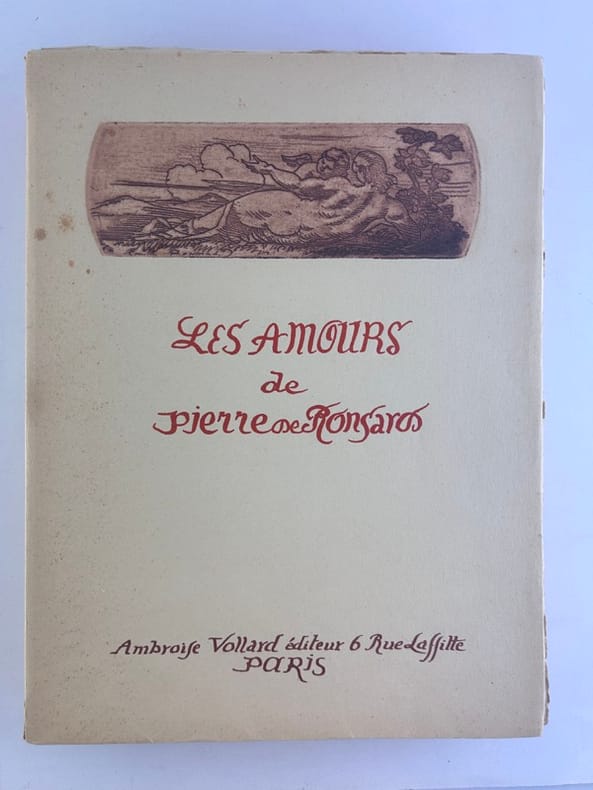 LES AMOURS
de
Pierre de Ronsard
Ambroise Vollard éditeur 6 Rue Laffitte
PARIS